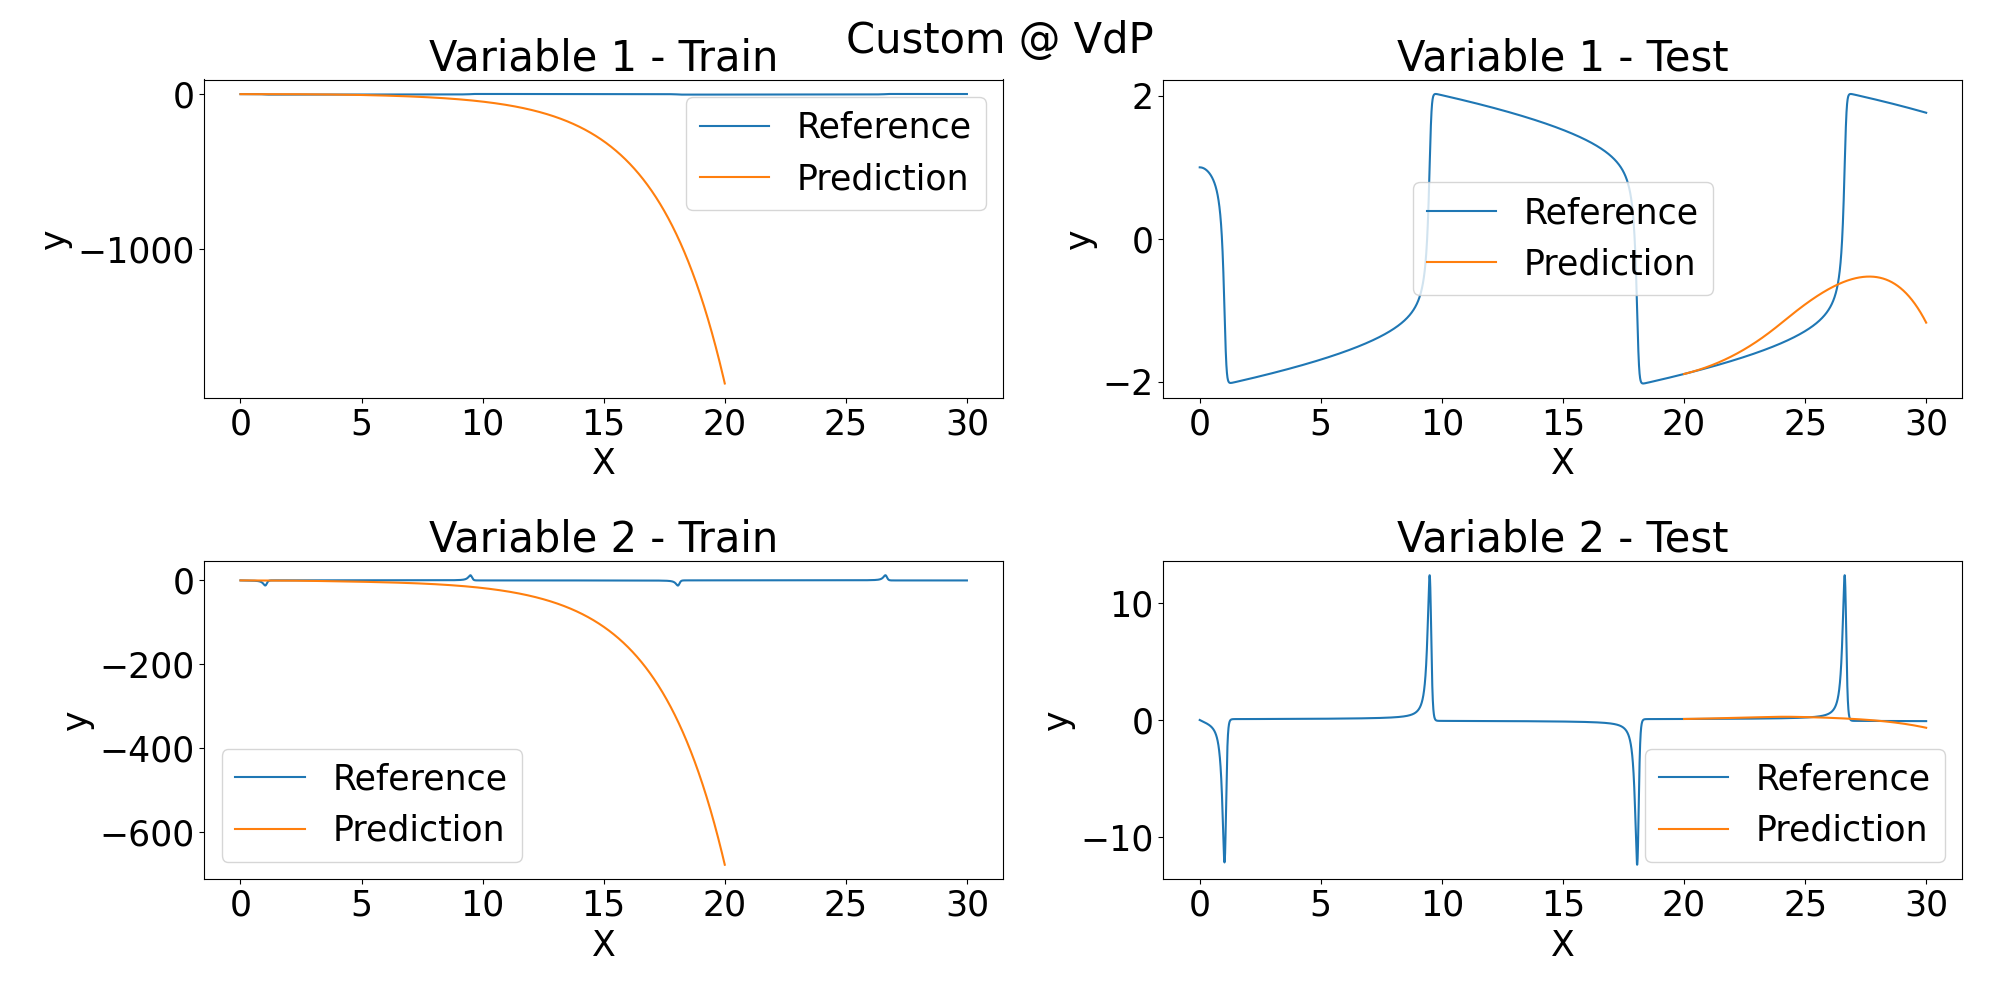 Custom @ VdP
Variable 1 - Train
0
−1000
y
0 5 10 15 20 25 30
X
Reference
Prediction
Variable 1 - Test
2
0
−2
y
0 5 10 15 20 25 30
X
Reference
Prediction
Variable 2 - Train
0
−200
−400
−600
y
0 5 10 15 20 25 30
X
Reference
Prediction
Variable 2 - Test
10
0
−10
y
0 5 10 15 20 25 30
X
Reference
Prediction